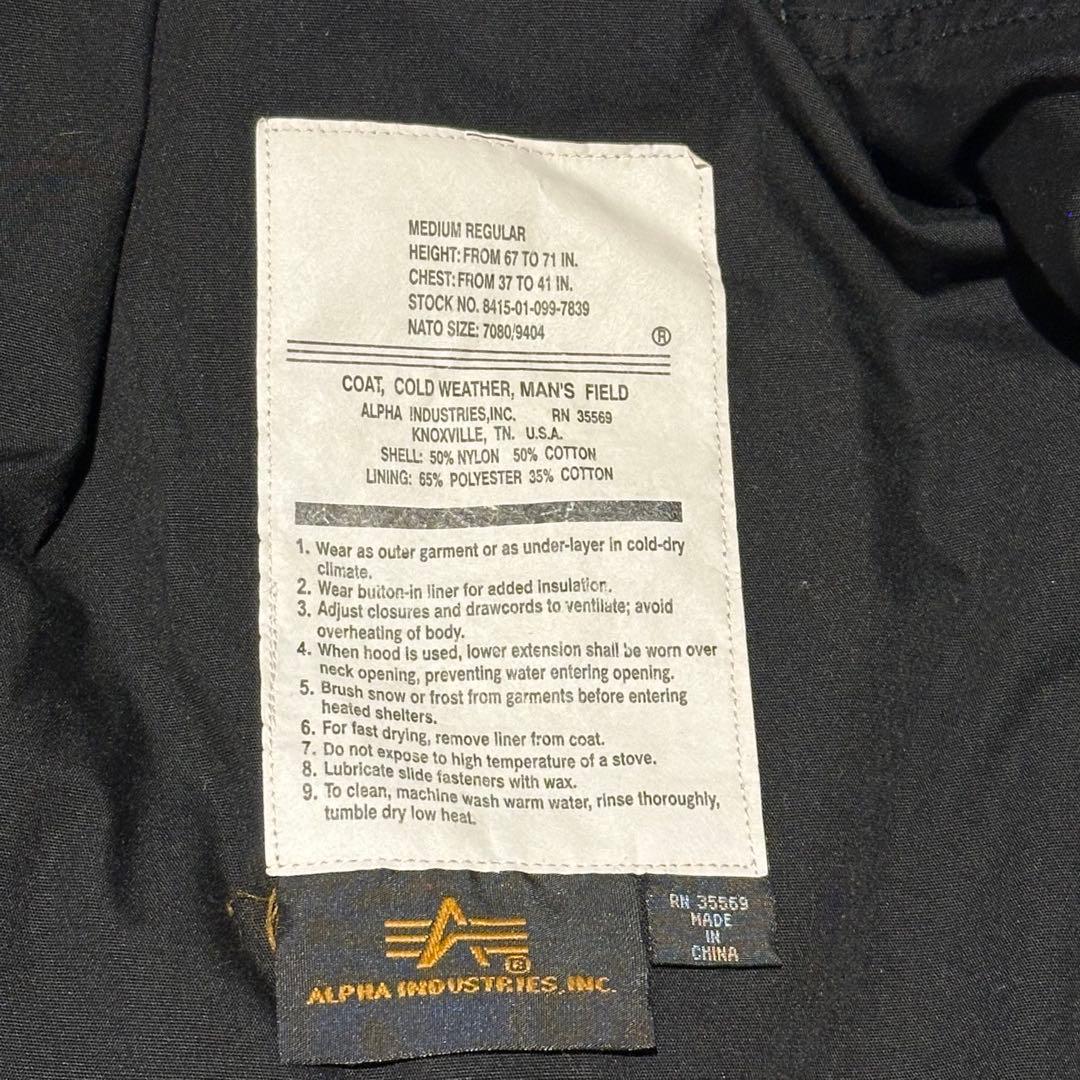 MEDIUM REGULAR
HEIGHT: FROM 67 TO 71 IN.
CHEST: FROM 37 TO 41 IN.
STOCK NO. 8415-01-099-7839
NATO SIZE: 7080/9404
®
COAT, COLD WEATHER, MAN'S FIELD
ALPHA INDUSTRIES,INC. RN 35569
KNOXVILLE, TN. U.S.A.
SHELL: 50% NYLON 50% COTTON
LINING: 65% POLYESTER 35% COTTON
1. Wear as outer garment or as under-layer in cold-dry
climate.
2. Wear button-in liner for added insulation.
3. Adjust closures and drawcords to ventilate; avoid
overheating of body.
4. When hood is used, lower extension shall be worn over
neck opening, preventing water entering opening.
5. Brush snow or frost from garments before entering
heated shelters.
6. For fast drying, remove liner from coat.
7. Do not expose to high temperature of a stove.
8. Lubricate slide fasteners with wax.
9. To clean, machine wash warm water, rinse thoroughly,
tumble dry low heat.
®
ALPHA INDUSTRIES, INC.
RN 35569
MADE
IN
CHINA